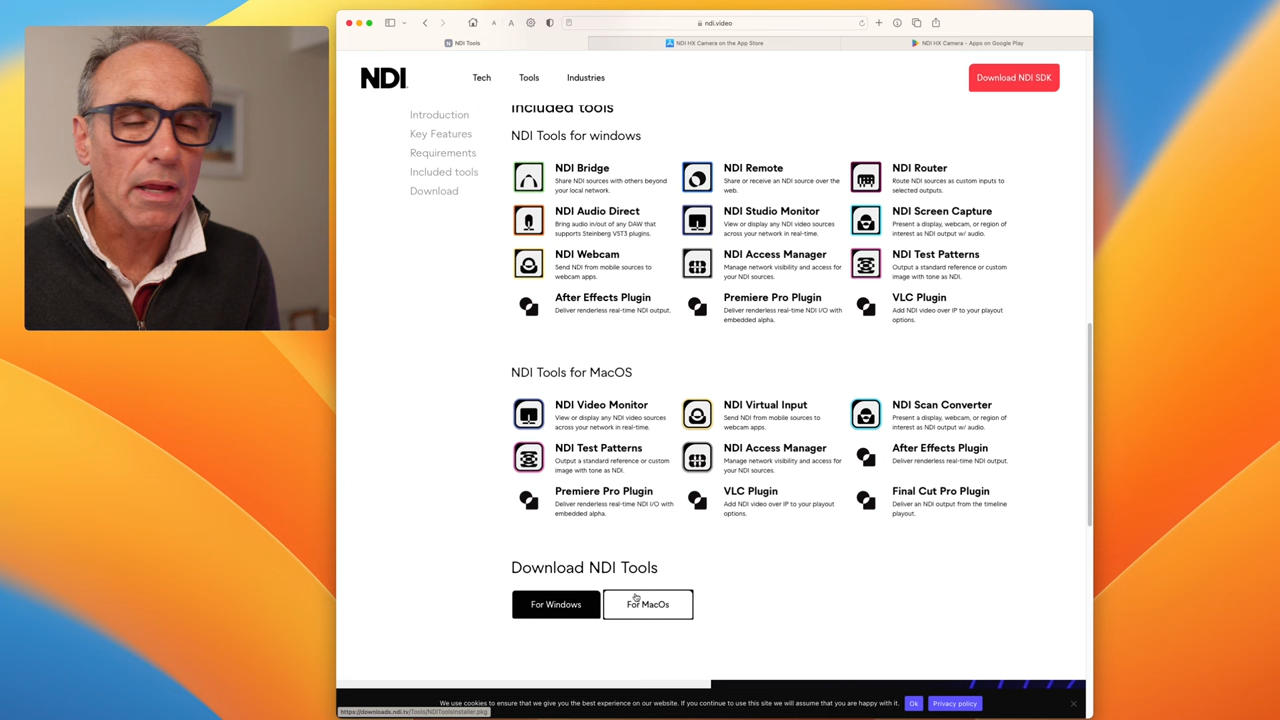 ndi.video
NDI Tools
NDI HX Camera on the App Store
NDI HX Camera - Apps on Google Play
NDI
Tech
Tools
Industries
Download NDI SDK
Introduction
Key Features
Requirements
Included tools
Download
Included tools
NDI Tools for windows
NDI Bridge
Share NDI sources with others beyond
your local network.
NDI Remote
Share or receive an NDI source over the
web.
NDI Router
Route NDI sources as custom inputs to
selected outputs.
NDI Audio Direct
Bring audio in/out of any DAW that
supports Steinberg VST3 plugins.
NDI Studio Monitor
View or display any NDI video sources
across your network in real-time.
NDI Screen Capture
Present a display, webcam, or region of
interest as NDI output w/ audio.
NDI Webcam
Send NDI from mobile sources to
webcam apps.
NDI Access Manager
Manage network visibility and access for
your NDI sources.
NDI Test Patterns
Output a standard reference or custom
image with tone as NDI.
After Effects Plugin
Deliver renderless real-time NDI output.
Premiere Pro Plugin
Deliver renderless real-time NDI I/O with
embedded alpha.
VLC Plugin
Add NDI video over IP to your playout
options.
NDI Tools for MacOS
NDI Video Monitor
View or display any NDI video sources
across your network in real-time.
NDI Virtual Input
Send NDI from mobile sources to
webcam apps.
NDI Scan Converter
Present a display, webcam, or region of
interest as NDI output w/ audio.
NDI Test Patterns
Output a standard reference or custom
image with tone as NDI.
NDI Access Manager
Manage network visibility and access for
your NDI sources.
After Effects Plugin
Deliver renderless real-time NDI output.
Premiere Pro Plugin
Deliver renderless real-time NDI I/O with
embedded alpha.
VLC Plugin
Add NDI video over IP to your playout
options.
Final Cut Pro Plugin
Deliver an NDI output from the timeline
playout.
Download NDI Tools
For Windows
For MacOs
We use cookies to ensure that we give you the best experience on our website. If you continue to use this site we will assume that you are happy with it.
Ok
Privacy policy
https://downloads.ndi.tv/Tools/NDIToolsInstaller.pkg